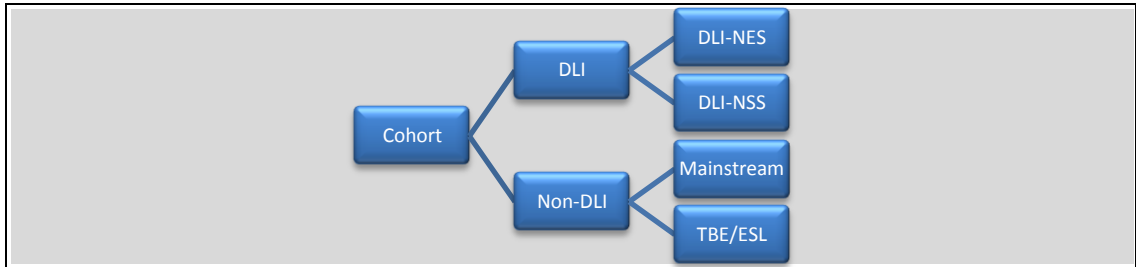 DLI-NES
DLI
DLI-NSS
Cohort
Mainstream
Non-DLI
TBE/ESL